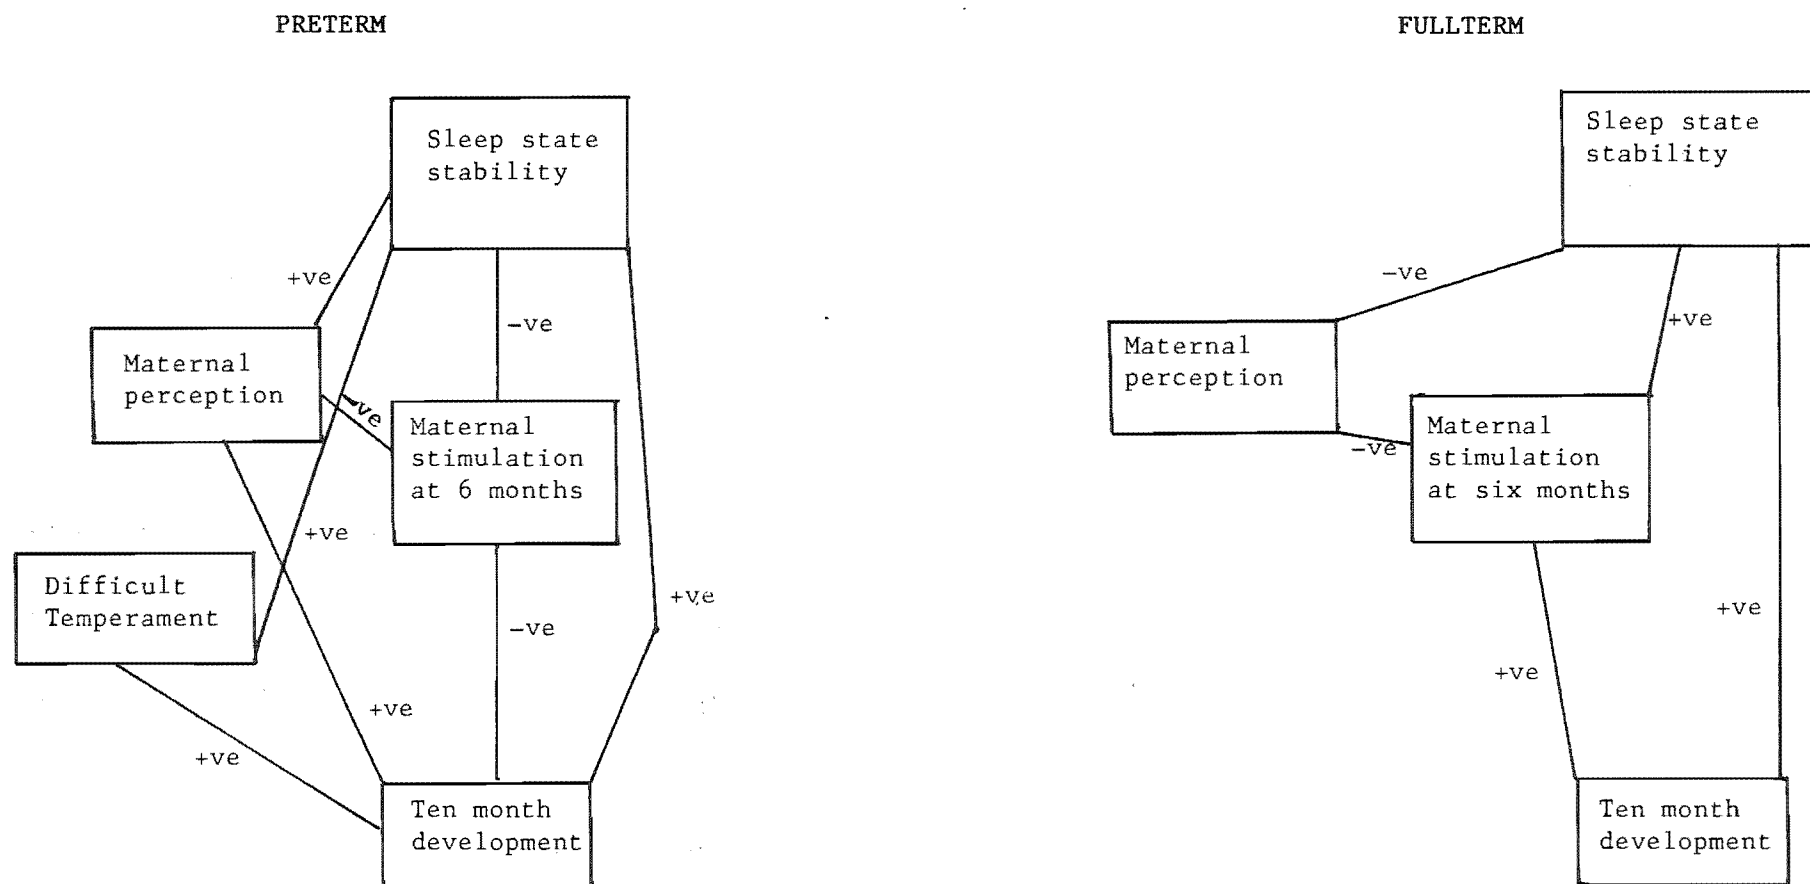 PRETERM
Sleep state
stability
+ve
-ve
Maternal
perception
-ve
Maternal
stimulation
at 6 months
+ve
Difficult
Temperament
+ve
-ve
+ve
+ve
Ten month
development
FULLTERM
Sleep state
stability
-ve
+ve
Maternal
perception
-ve
Maternal
stimulation
at six months
+ve
+ve
Ten month
development